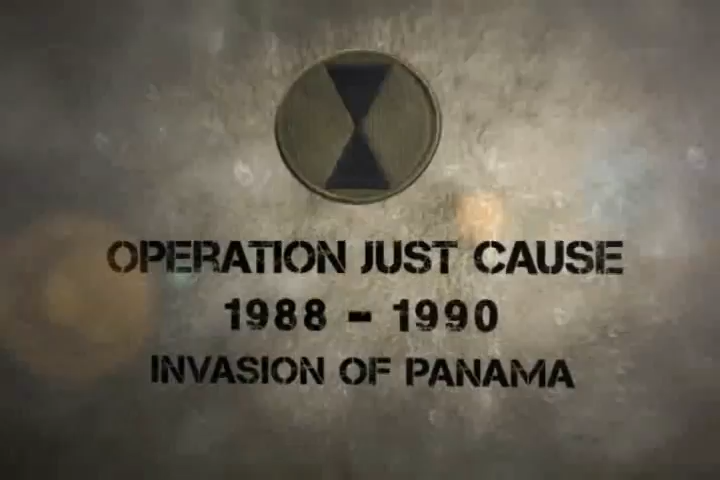 OPERATION JUST CAUSE
1988 - 1990
INVASION OF PANAMA